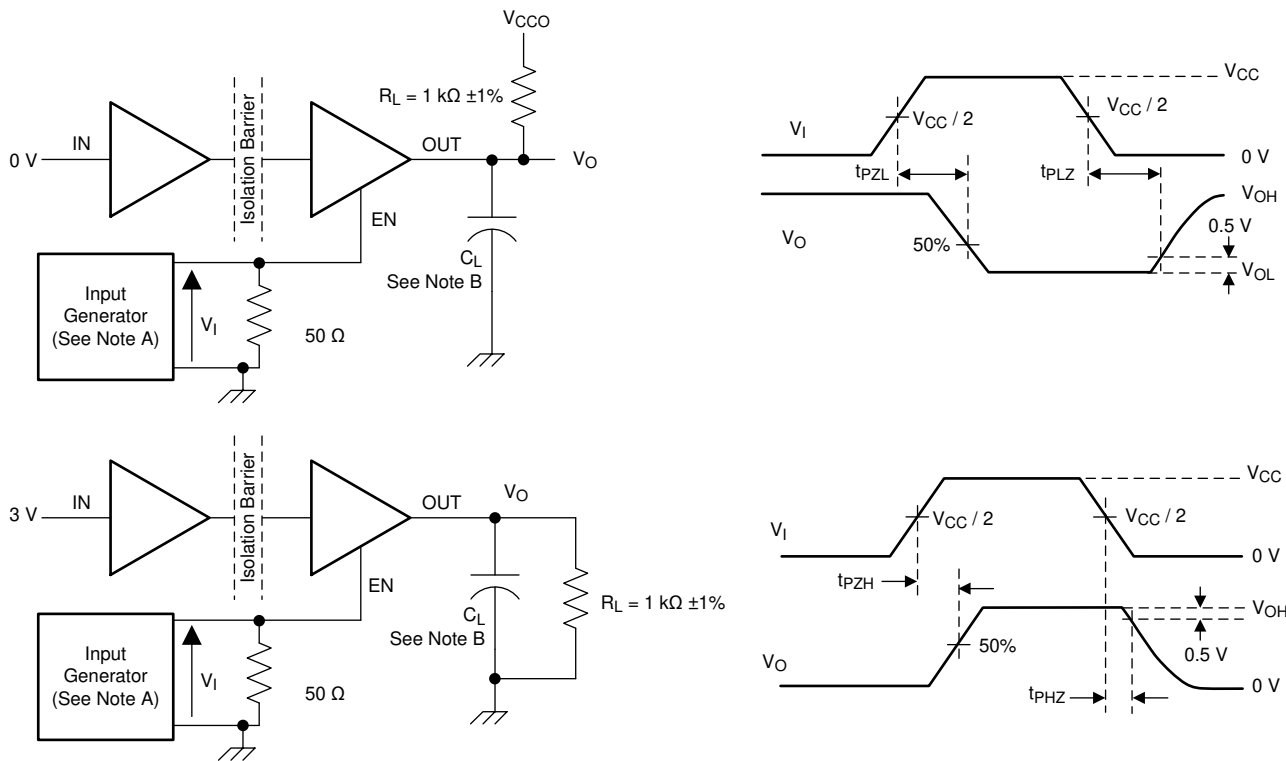 VCCO
RL = 1 kΩ ±1%
Isolation Barrier
IN
OUT
0 V
VO
EN
CL
See Note B
Input
Generator
(See Note A)
VI
50 Ω
VCC
VCC / 2
VCC / 2
VI
0 V
tPZL
tPLZ
VOH
0.5 V
VO
50%
VOL
Isolation Barrier
IN
OUT
VO
3 V
EN
CL
See Note B
RL = 1 kΩ ±1%
Input
Generator
(See Note A)
VI
50 Ω
VCC
VCC / 2
VCC / 2
VI
0 V
tPZH
VOH
0.5 V
50%
VO
0 V
tPHZ